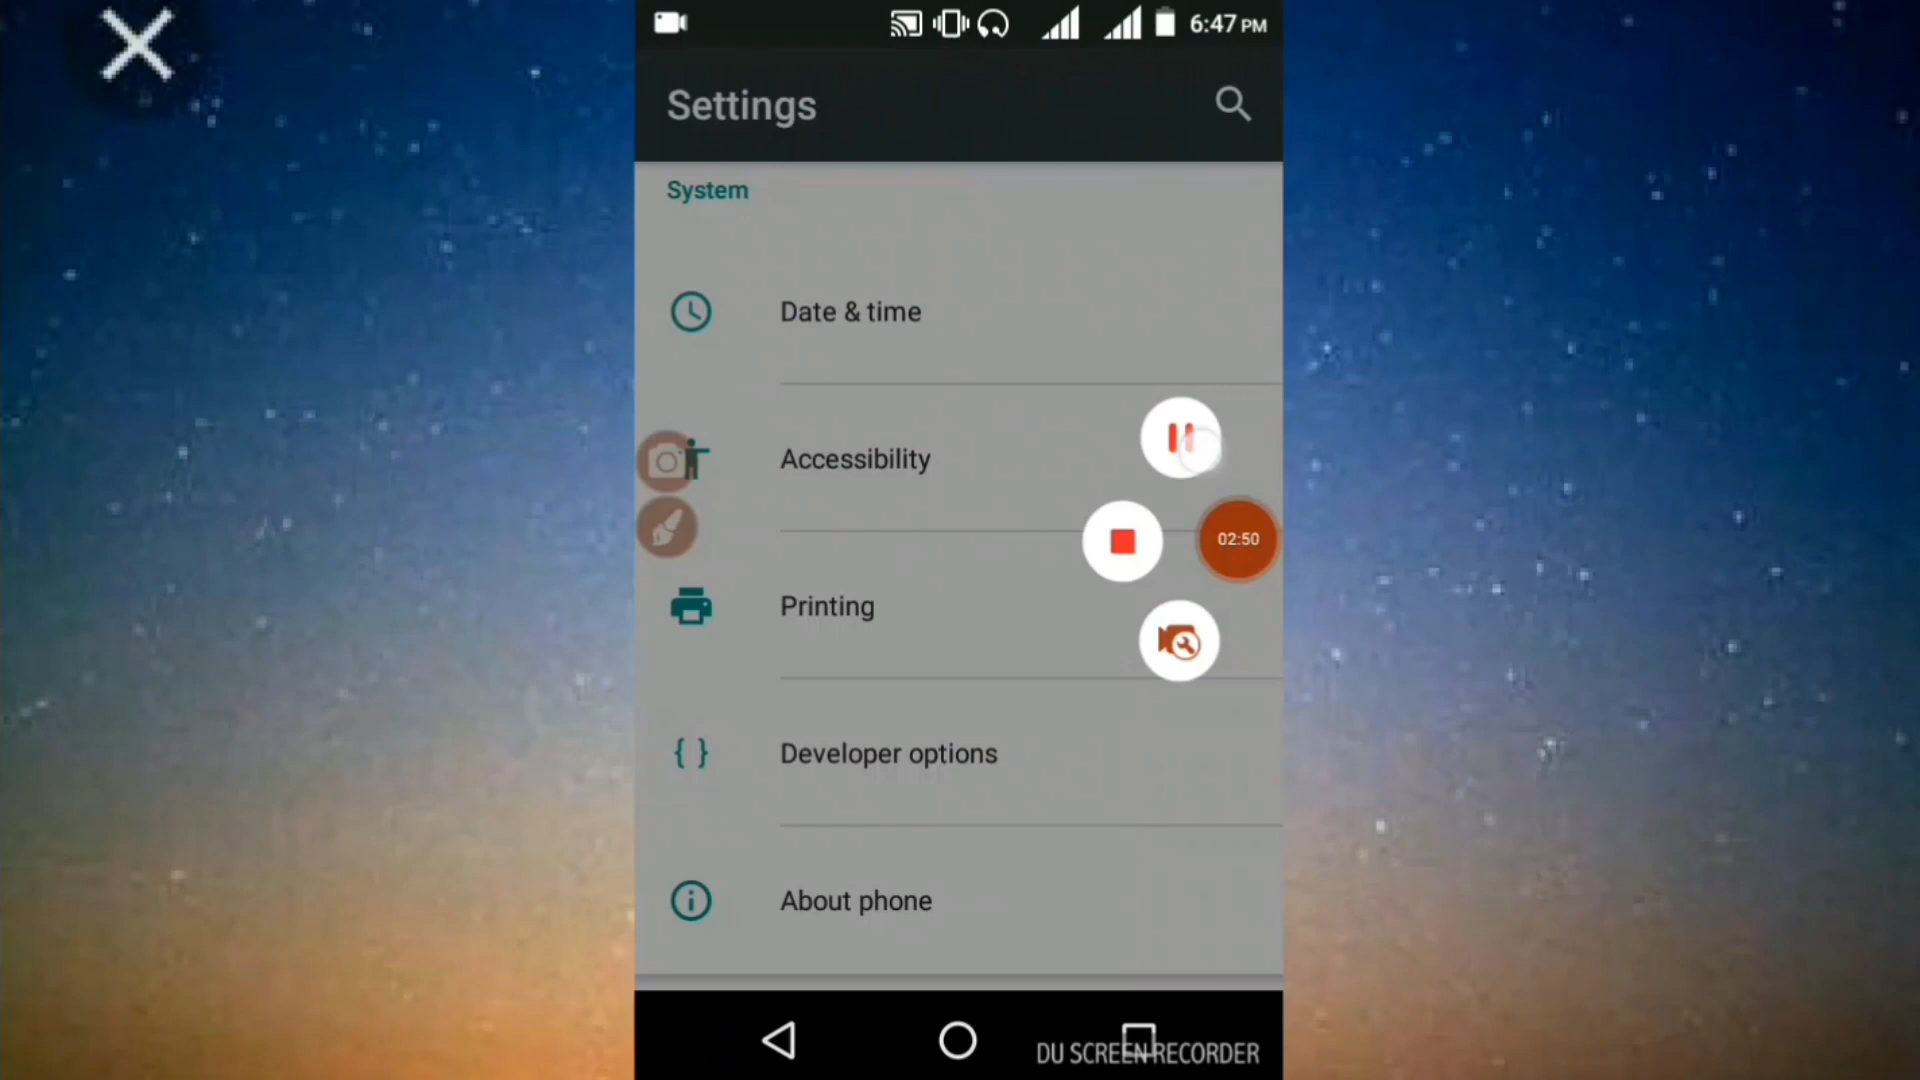 6:47 PM
Settings
System
Date & time
Accessibility
02:50
Printing
{ } Developer options
About phone
DU SCREEN RECORDER